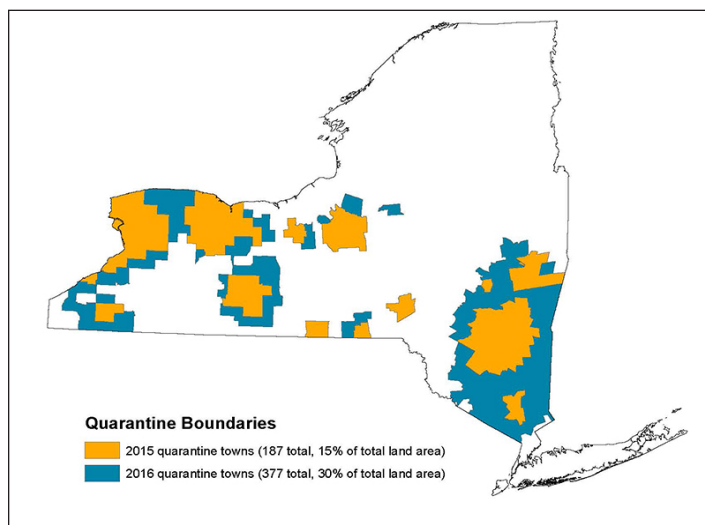 Quarantine Boundaries
2015 quarantine towns (187 total, 15% of total land area)
2016 quarantine towns (377 total, 30% of total land area)